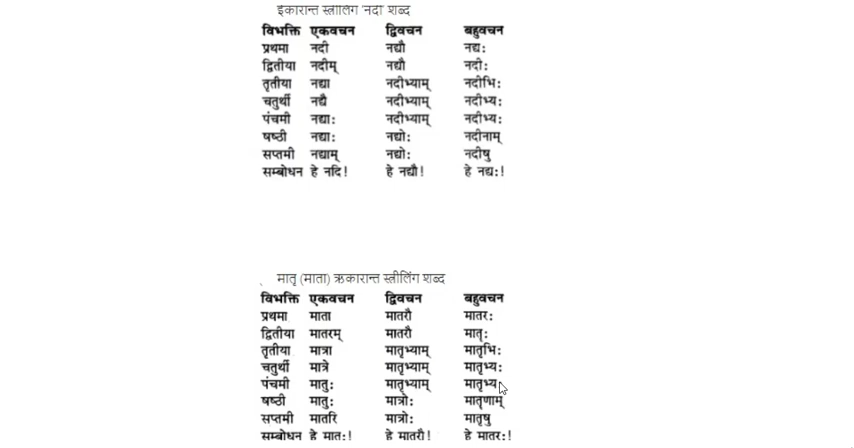 ईकारान्त स्त्रीलिंग 'नदी' शब्द
विभक्ति एकवचन द्विवचन बहुवचन
प्रथमा नदी नद्यौ नद्यः
द्वितीया नदीम् नद्यौ नदीः
तृतीया नद्या नदीभ्याम् नदीभिः
चतुर्थी नद्यै नदीभ्याम् नदीभ्यः
पंचमी नद्याः नदीभ्याम् नदीभ्यः
षष्ठी नद्याः नद्योः नदीनाम्
सप्तमी नद्याम् नद्योः नदीषु
सम्बोधन हे नदि! हे नद्यौ! हे नद्यः!
मातृ (माता) ऋकारान्त स्त्रीलिंग शब्द
विभक्ति एकवचन द्विवचन बहुवचन
प्रथमा माता मातरौ मातरः
द्वितीया मातरम् मातरौ मातृः
तृतीया मात्रा मातृभ्याम् मातृभिः
चतुर्थी मात्रे मातृभ्याम् मातृभ्यः
पंचमी मातुः मातृभ्याम् मातृभ्य
षष्ठी मातुः मात्रोः मातृणाम्
सप्तमी मातरि मात्रोः मातृषु
सम्बोधन हे मातः! हे मातरौ! हे मातरः!